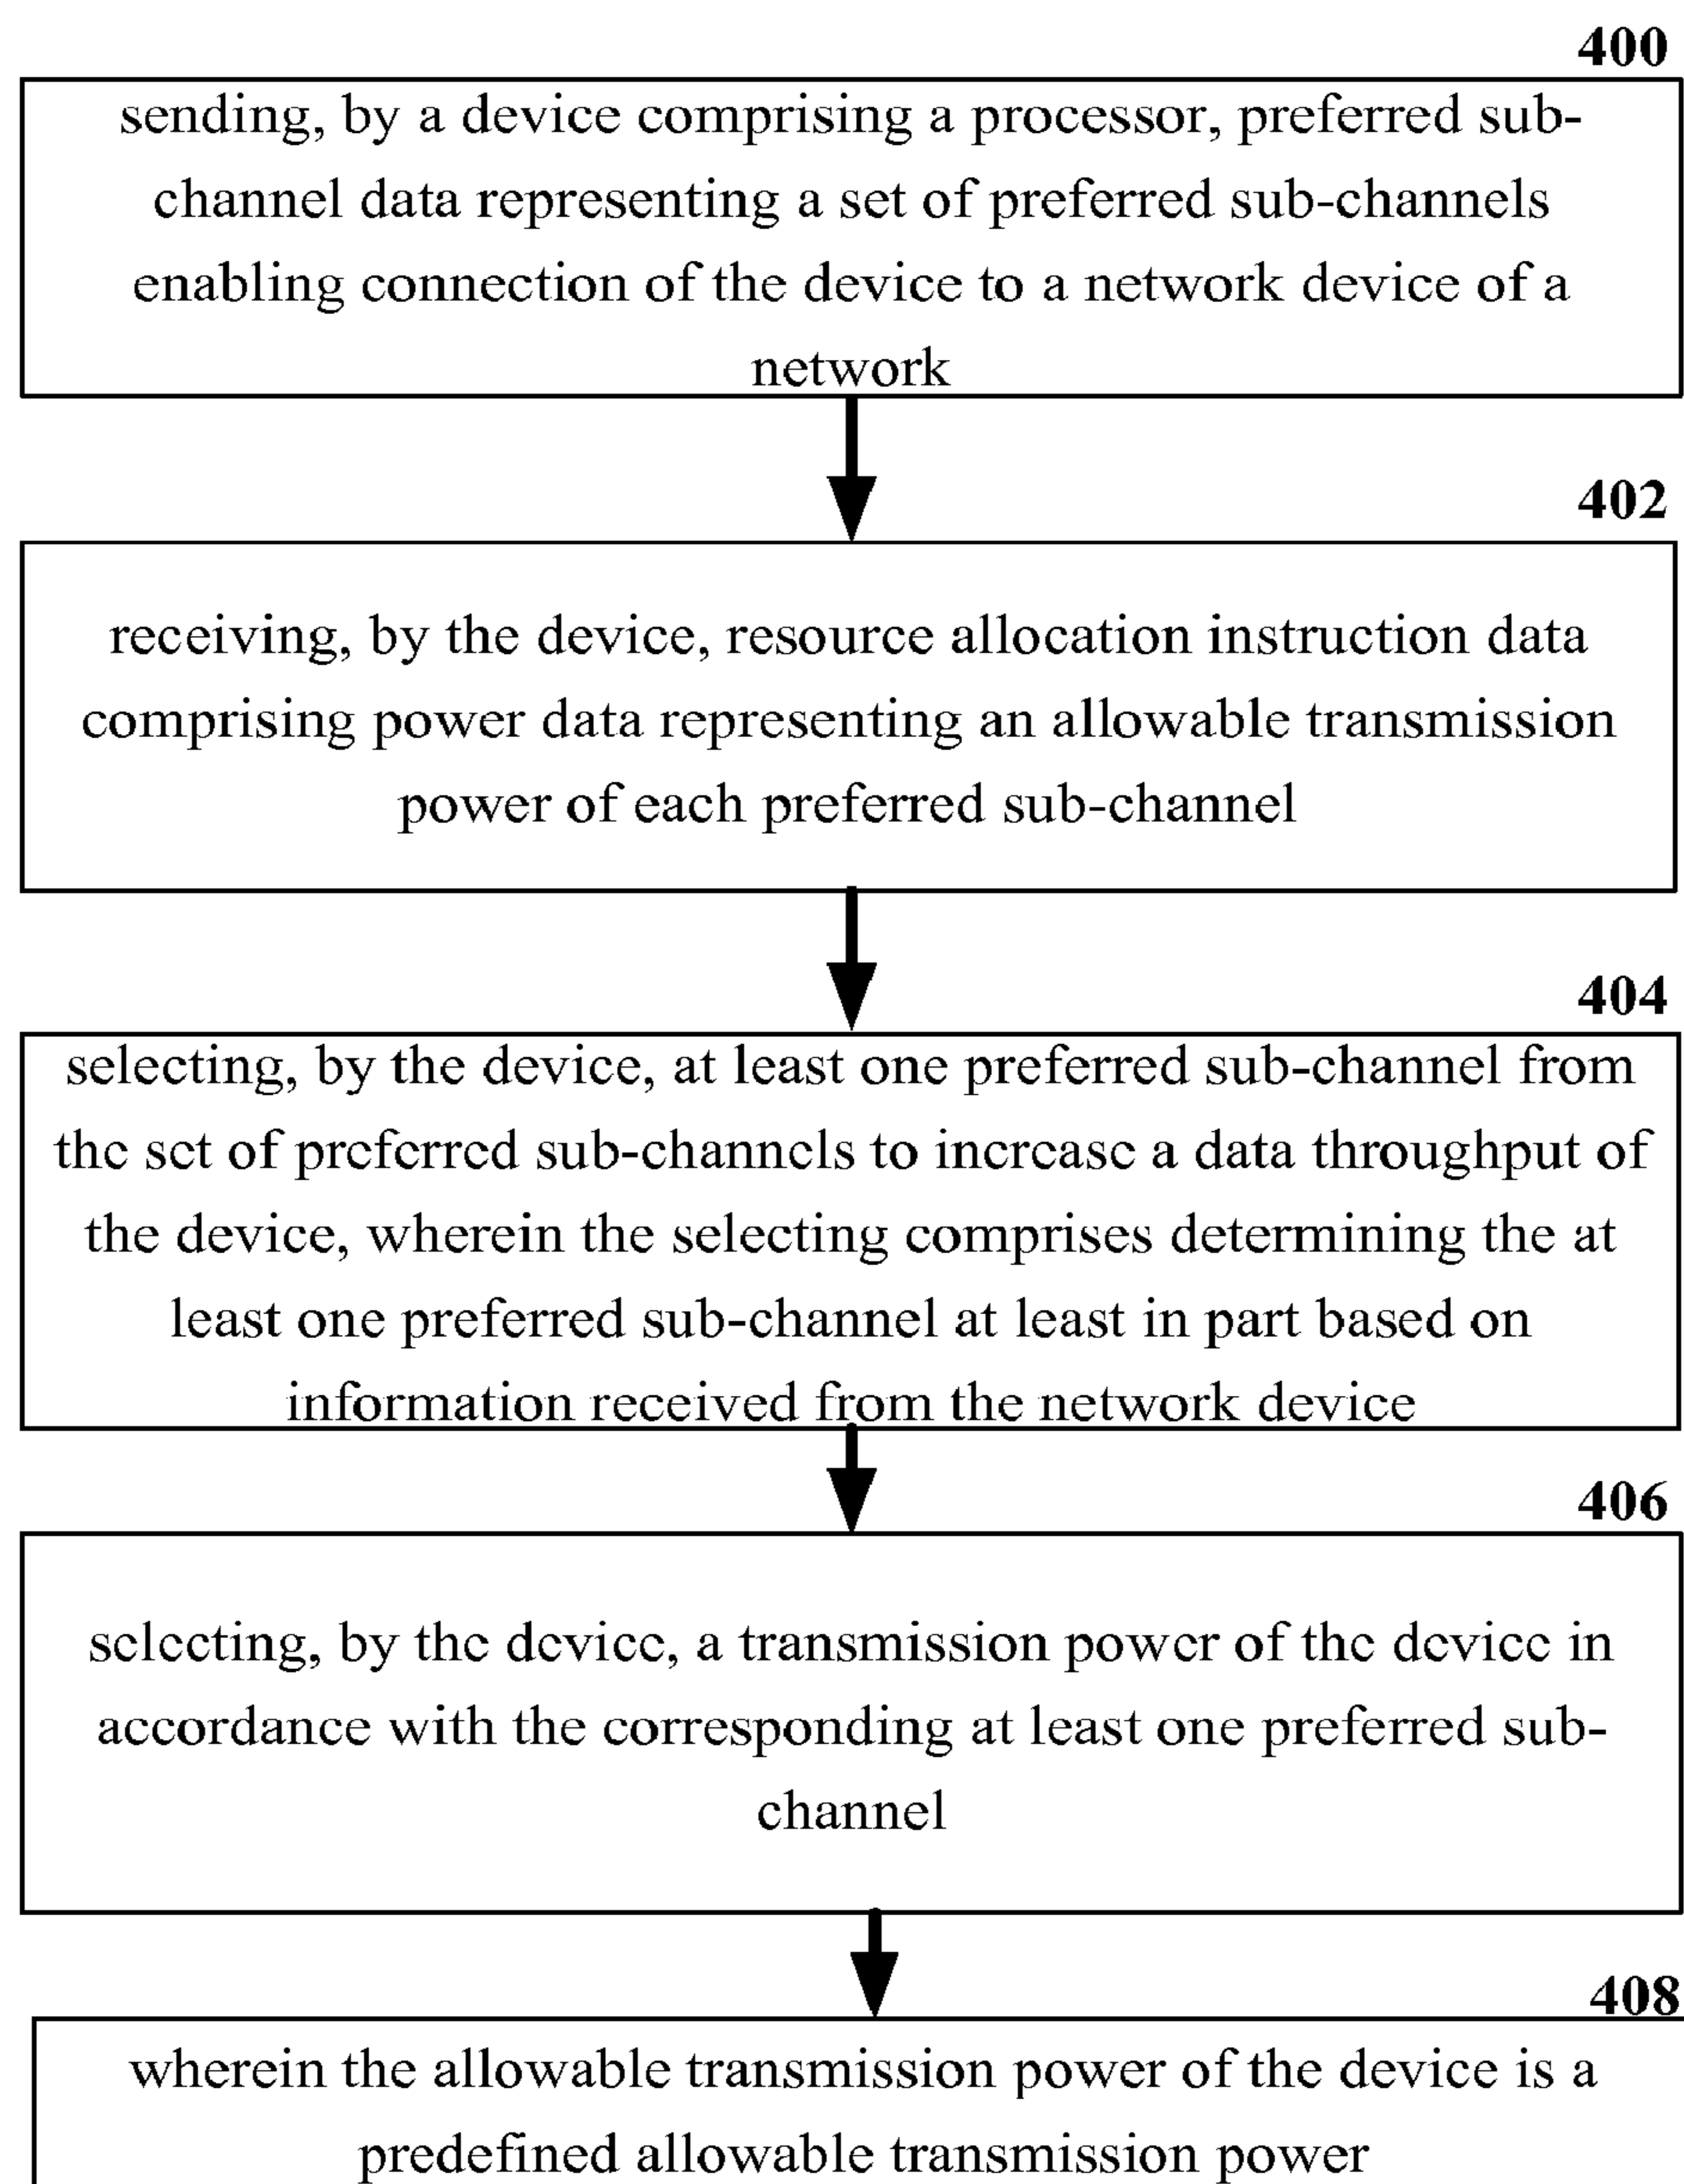 400
sending, by a device comprising a processor, preferred sub-
channel data representing a set of preferred sub-channels
enabling connection of the device to a network device of a
network
402
receiving, by the device, resource allocation instruction data
comprising power data representing an allowable transmission
power of each preferred sub-channel
404
selecting, by the device, at least one preferred sub-channel from
the set of preferred sub-channels to increase a data throughput of
the device, wherein the selecting comprises determining the at
least one preferred sub-channel at least in part based on
information received from the network device
406
selecting, by the device, a transmission power of the device in
accordance with the corresponding at least one preferred sub-
channel
408
wherein the allowable transmission power of the device is a
predefined allowable transmission power